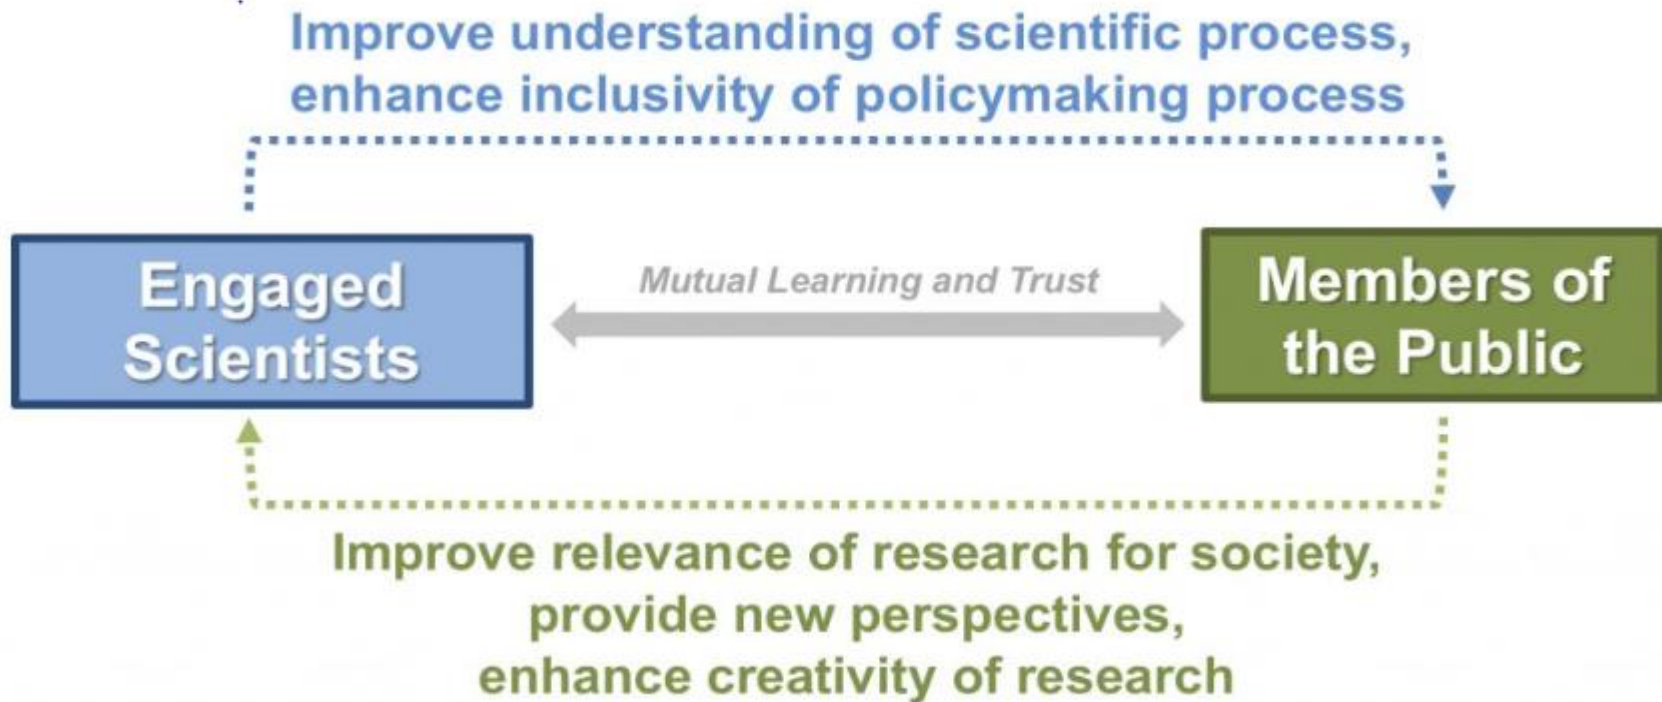 Improve understanding of scientific process,
enhance inclusivity of policymaking process
Engaged
Scientists
Mutual Learning and Trust
Members of
the Public
Improve relevance of research for society,
provide new perspectives,
enhance creativity of research